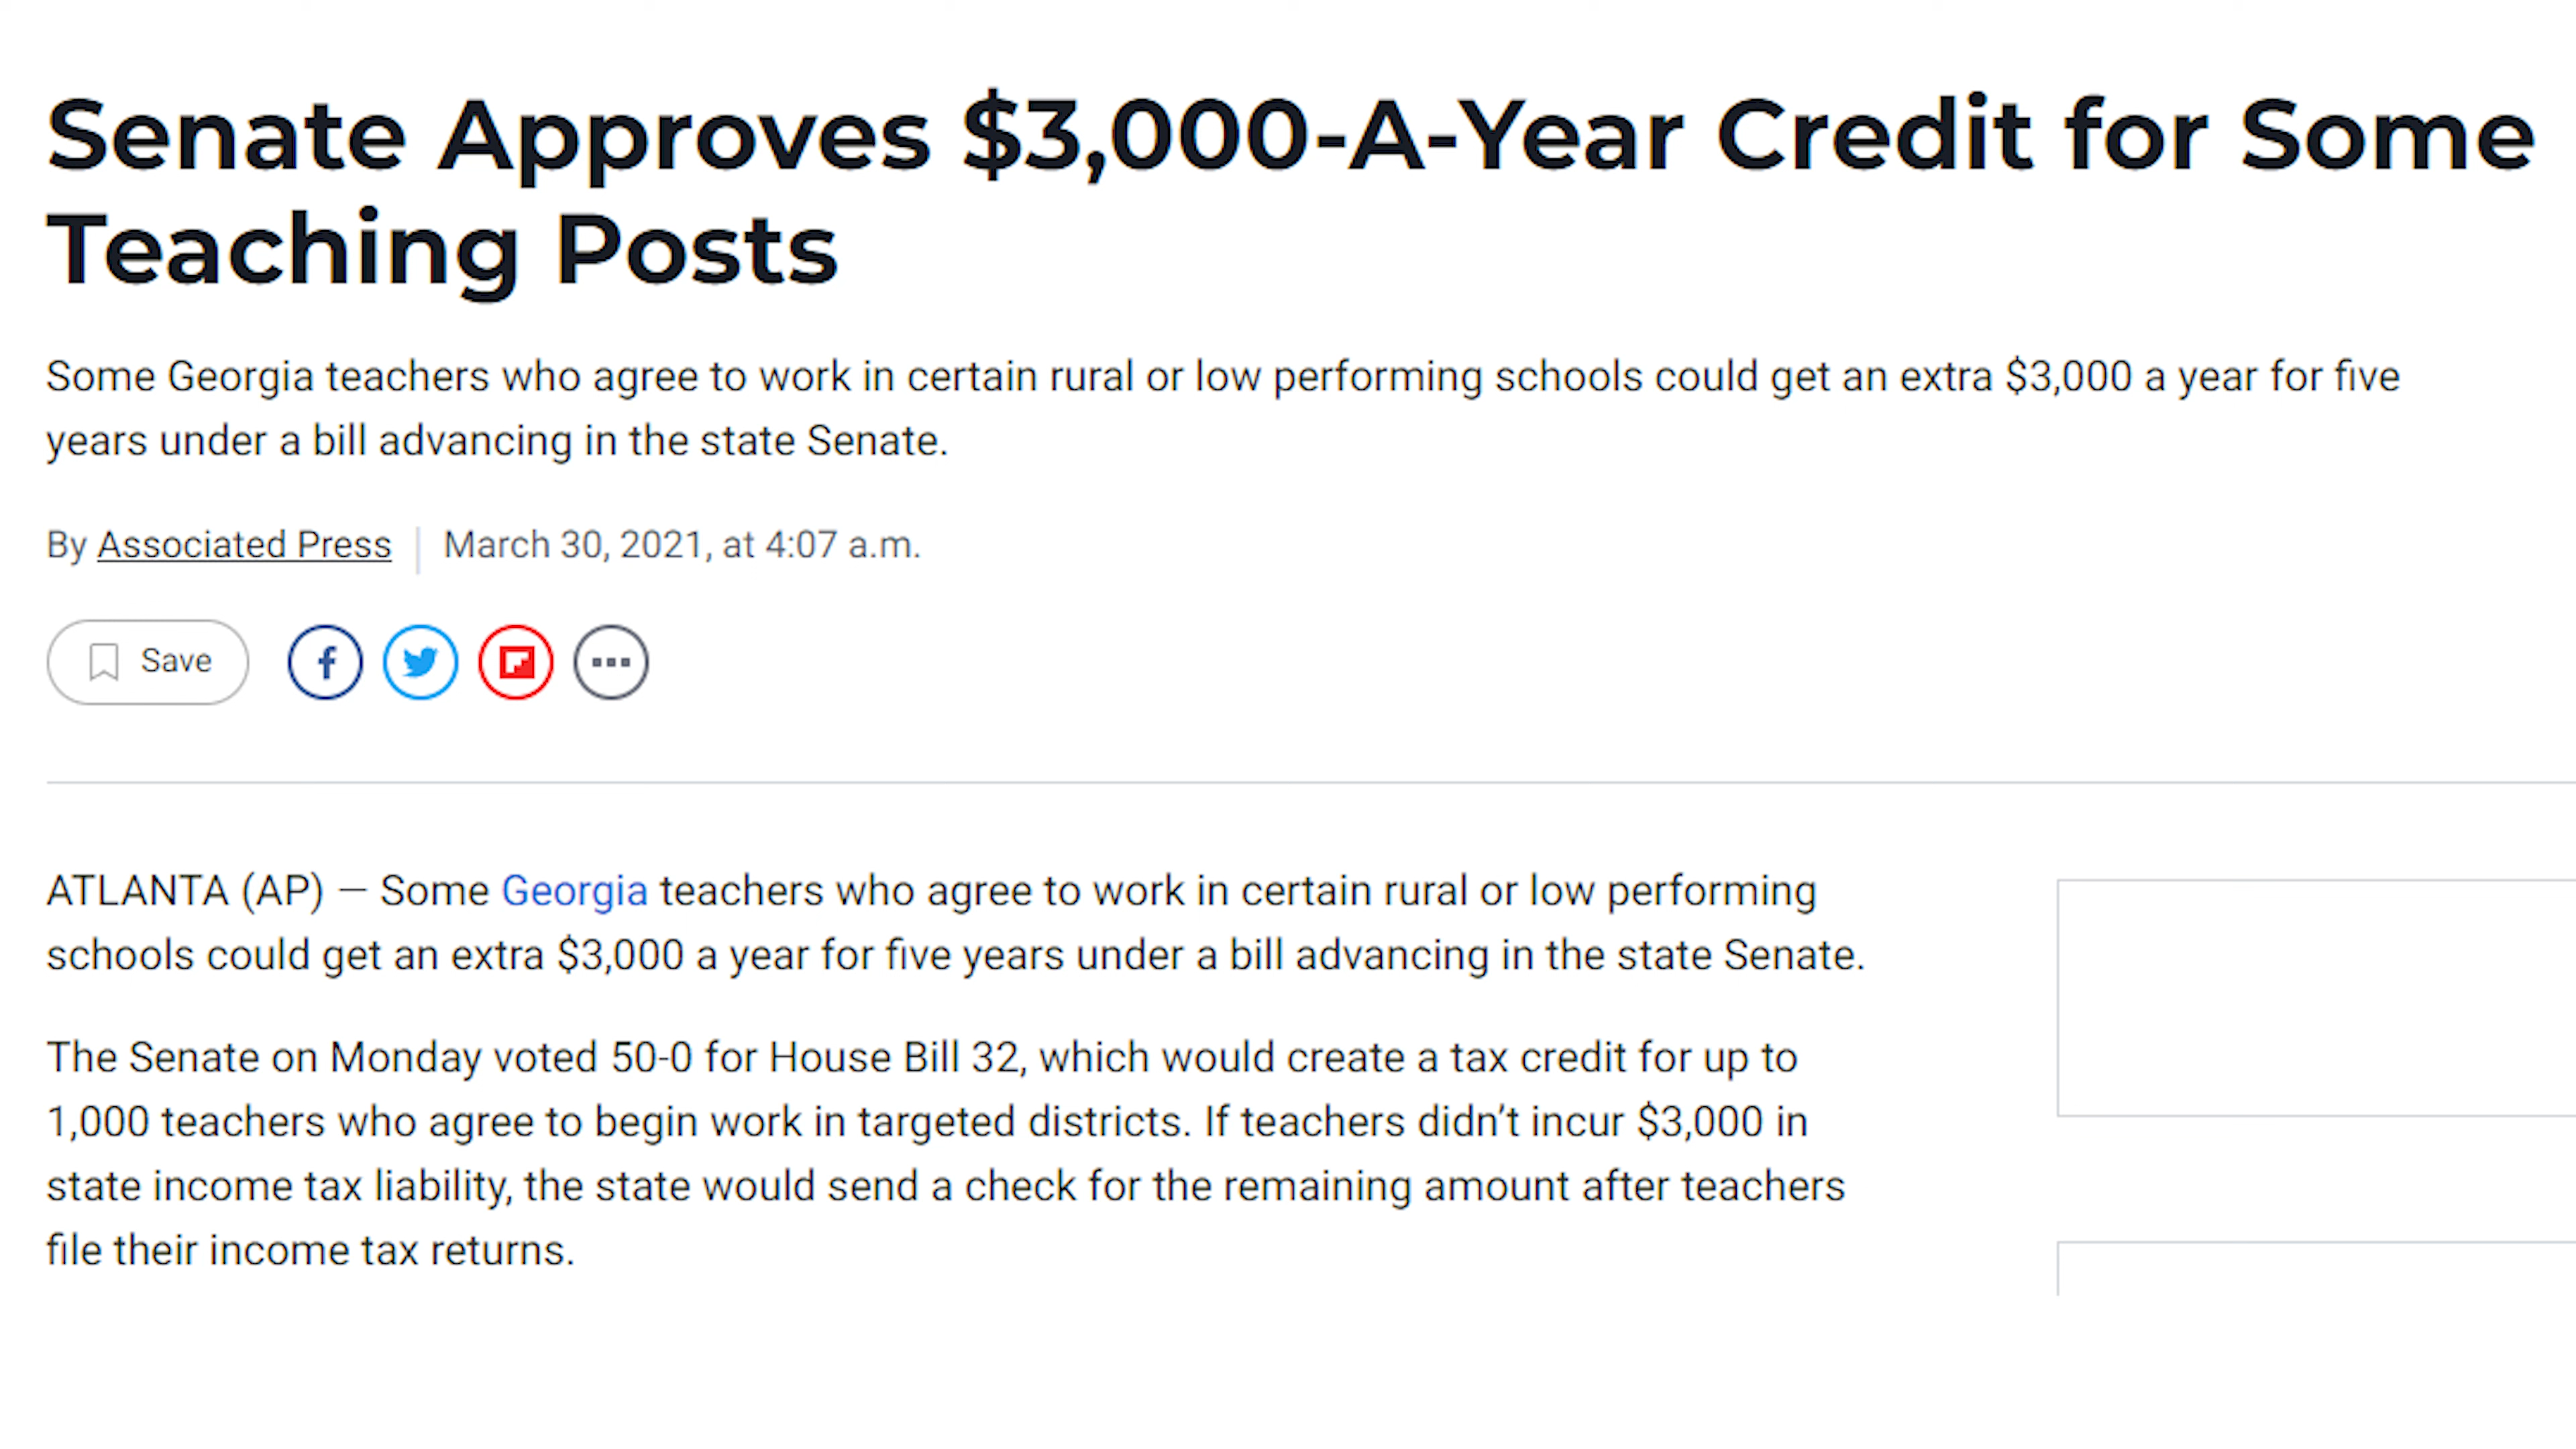 Senate Approves $3,000-A-Year Credit for Some
Teaching Posts
Some Georgia teachers who agree to work in certain rural or low performing schools could get an extra $3,000 a year for five
years under a bill advancing in the state Senate.
By Associated Press | March 30, 2021, at 4:07 a.m.
Save
ATLANTA (AP) — Some Georgia teachers who agree to work in certain rural or low performing
schools could get an extra $3,000 a year for five years under a bill advancing in the state Senate.
The Senate on Monday voted 50-0 for House Bill 32, which would create a tax credit for up to
1,000 teachers who agree to begin work in targeted districts. If teachers didn’t incur $3,000 in
state income tax liability, the state would send a check for the remaining amount after teachers
file their income tax returns.